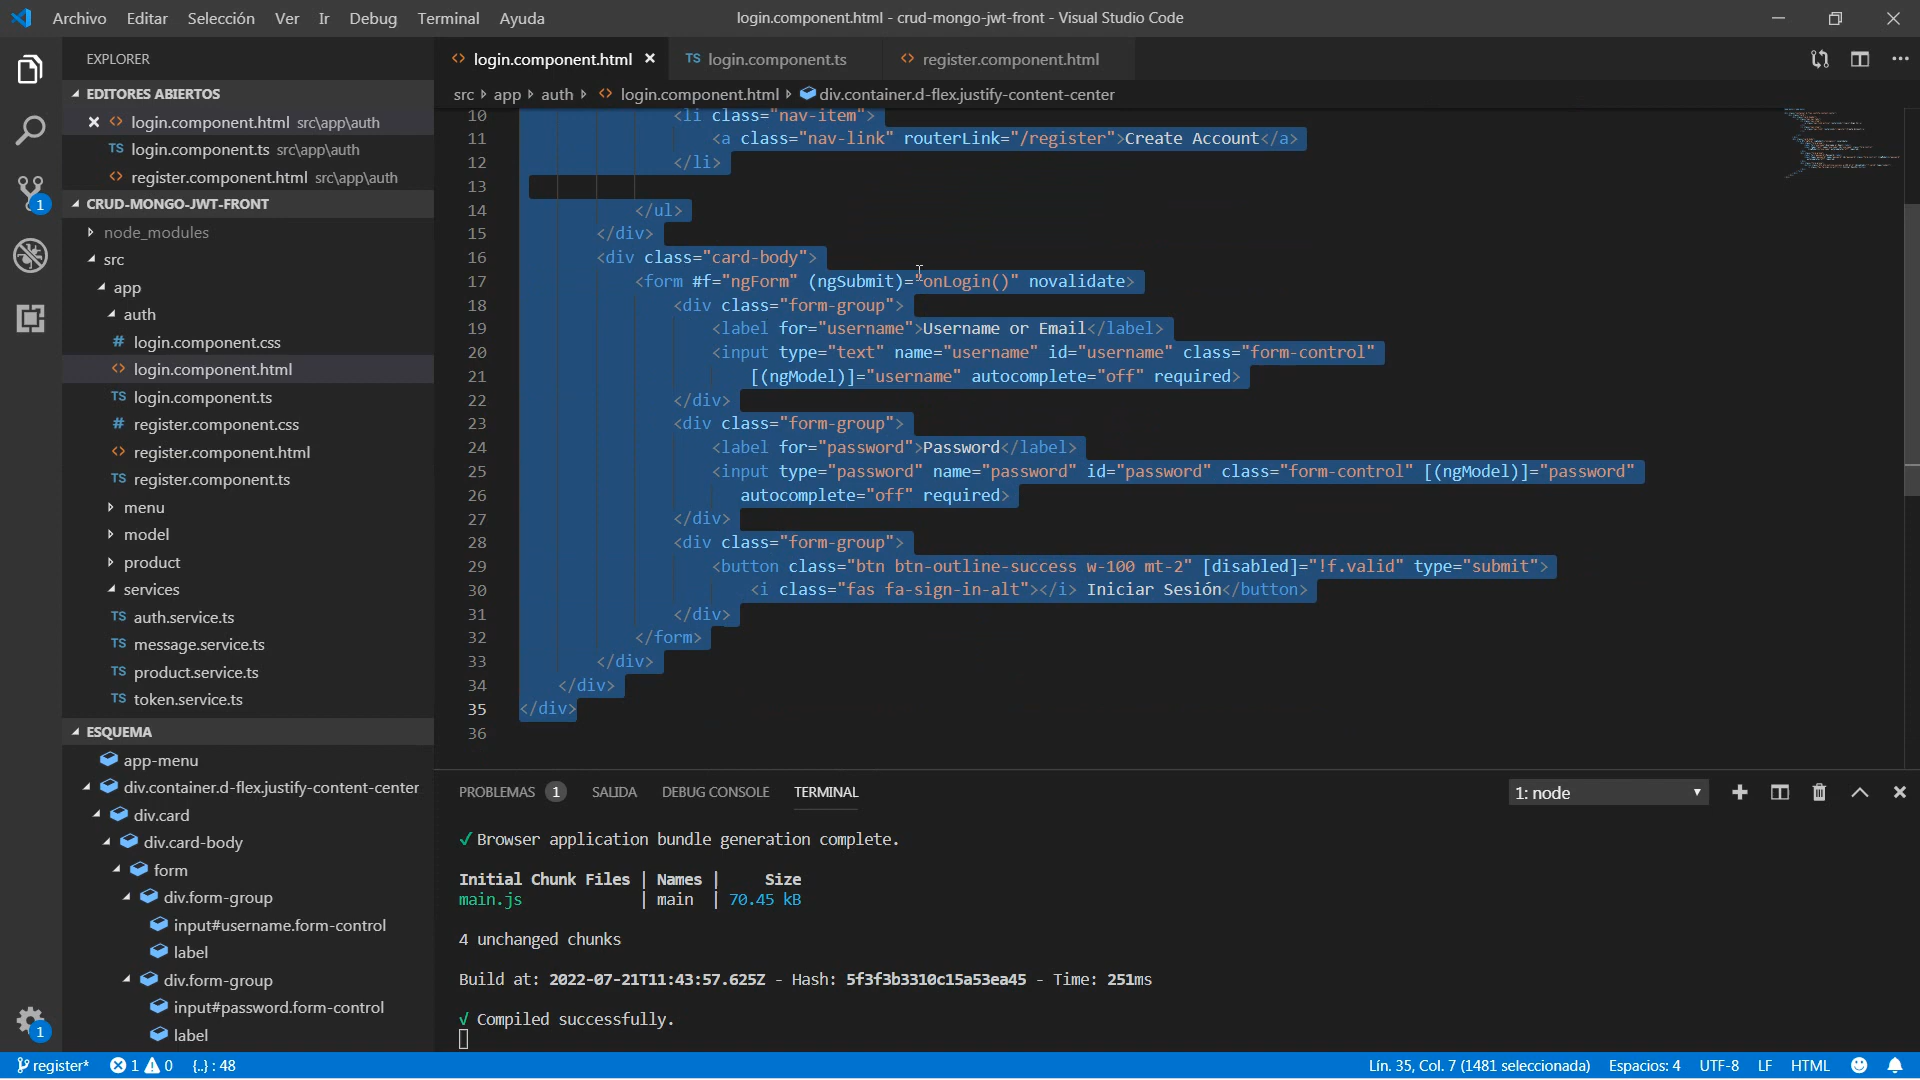 Archivo Editar Selección Ver Ir Debug Terminal Ayuda
login.component.html - crud-mongo-jwt-front - Visual Studio Code
EXPLORER
EDITORES ABIERTOS
login.component.html src\app\auth
login.component.ts src\app\auth
register.component.html src\app\auth
CRUD-MONGO-JWT-FRONT
node_modules
src
app
auth
login.component.css
login.component.html
login.component.ts
register.component.css
register.component.html
register.component.ts
menu
model
product
services
auth.service.ts
message.service.ts
product.service.ts
token.service.ts
ESQUEMA
app-menu
div.container.d-flex.justify-content-center
div.card
div.card-body
form
div.form-group
input#username.form-control
label
div.form-group
input#password.form-control
label
1
1
login.component.html TS login.component.ts register.component.html
src app auth login.component.html div.container.d-flex.justify-content-center
10 <li class="nav-item">
11 <a class="nav-link" routerLink="/register">Create Account</a>
12 </li>
13
14 </ul>
15 </div>
16 <div class="card-body">
17 <form #f="ngForm" (ngSubmit)="onLogin()" novalidate>
18 <div class="form-group">
19 <label for="username">Username or Email</label>
20 <input type="text" name="username" id="username" class="form-control"
21 [(ngModel)]="username" autocomplete="off" required>
22 </div>
23 <div class="form-group">
24 <label for="password">Password</label>
25 <input type="password" name="password" id="password" class="form-control" [(ngModel)]="password"
26 autocomplete="off" required>
27 </div>
28 <div class="form-group">
29 <button class="btn btn-outline-success w-100 mt-2" [disabled]="!f.valid" type="submit">
30 <i class="fas fa-sign-in-alt"></i> Iniciar Sesión</button>
31 </div>
32 </form>
33 </div>
34 </div>
35 </div>
36
PROBLEMAS 1 SALIDA DEBUG CONSOLE TERMINAL 1: node
√ Browser application bundle generation complete.
Initial Chunk Files | Names | Size
main.js | main | 70.45 kB
4 unchanged chunks
Build at: 2022-07-21T11:43:57.625Z - Hash: 5f3f3b3310c15a53ea45 - Time: 251ms
√ Compiled successfully.
register* 1 0 {..} : 48 Lín. 35, Col. 7 (1481 seleccionada) Espacios: 4 UTF-8 LF HTML